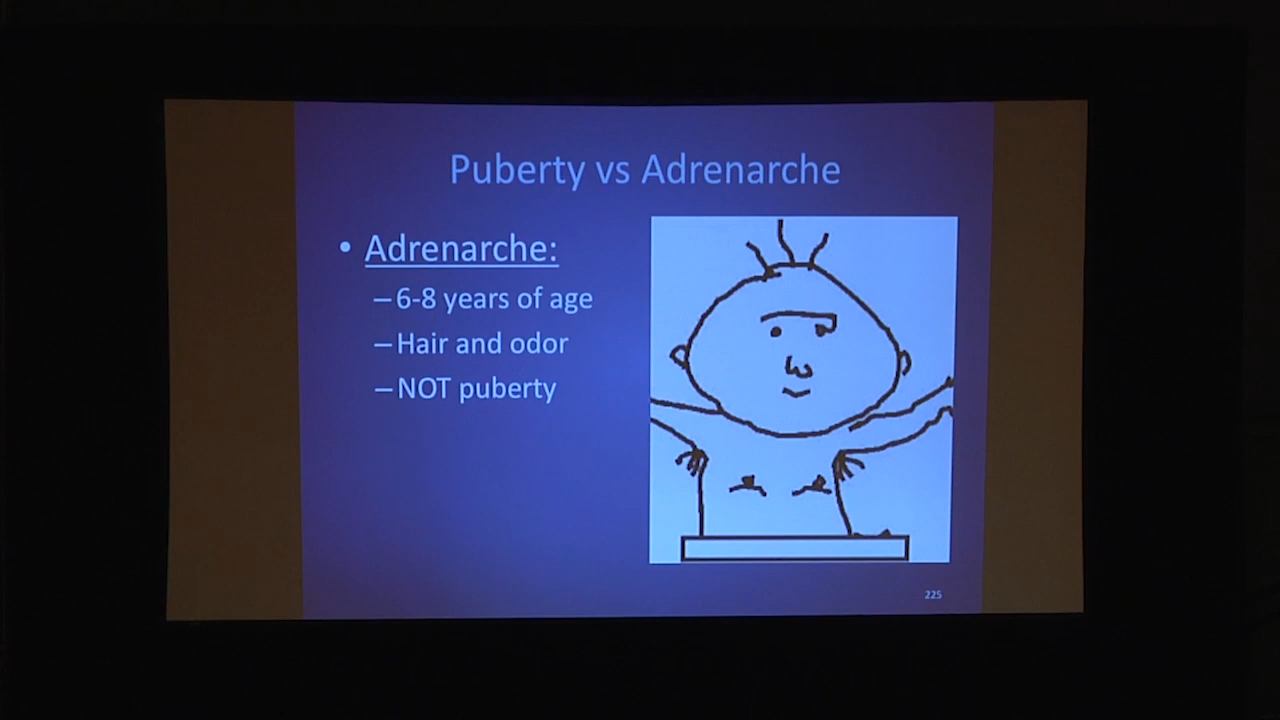 Puberty vs Adrenarche
• Adrenarche:
–6-8 years of age
–Hair and odor
–NOT puberty
225